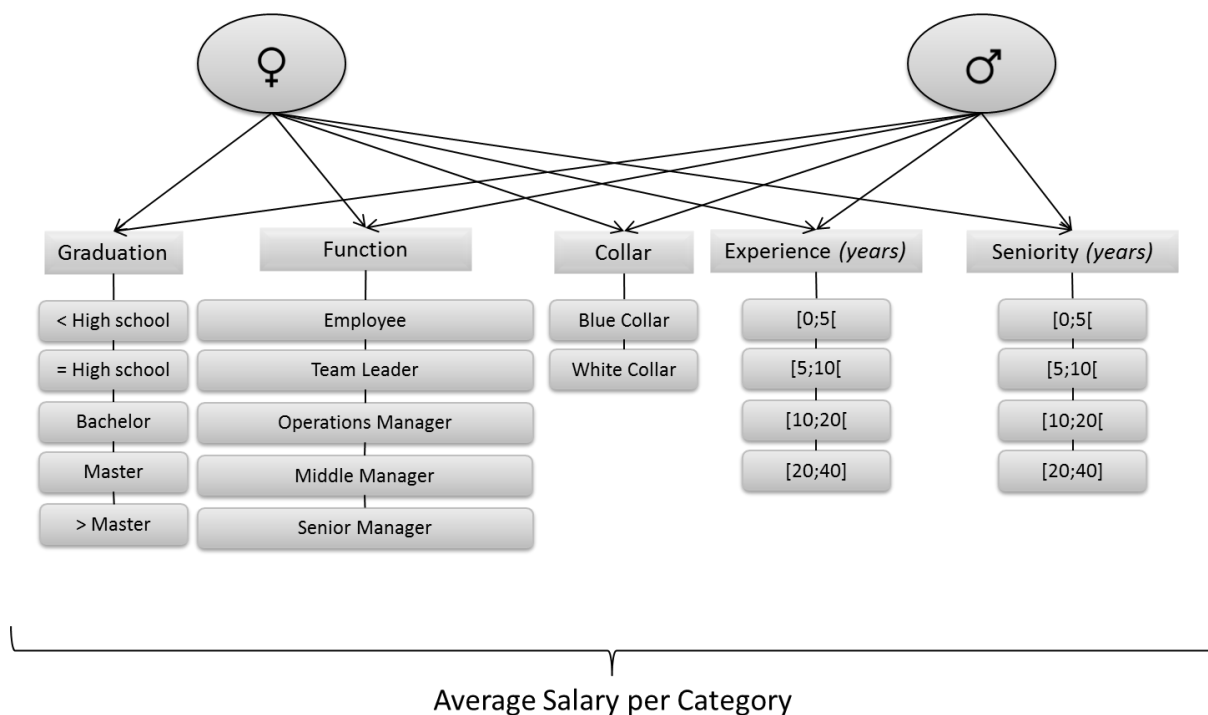 ♀
♂
Graduation
< High school
= High school
Bachelor
Master
> Master
Function
Employee
Team Leader
Operations Manager
Middle Manager
Senior Manager
Collar
Blue Collar
White Collar
Experience (years)
[0;5[
[5;10[
[10;20[
[20;40]
Seniority (years)
[0;5[
[5;10[
[10;20[
[20;40]
Average Salary per Category